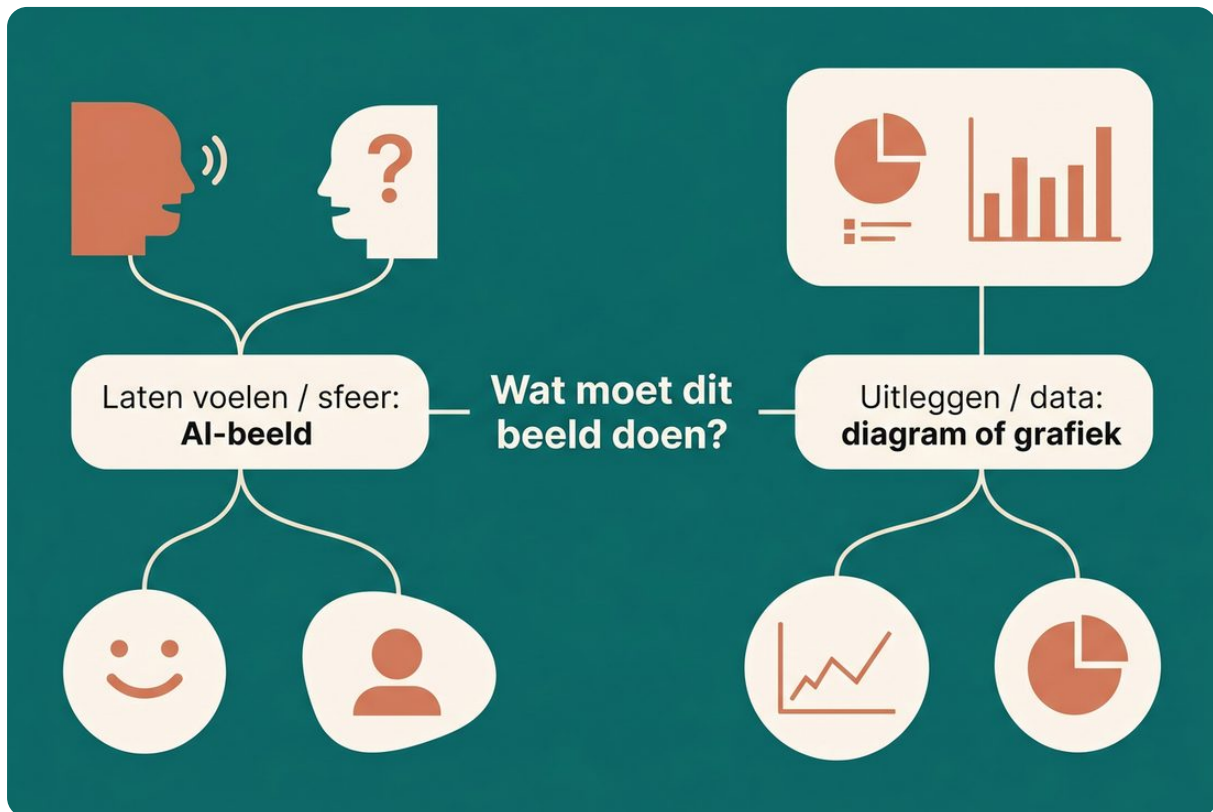 Laten voelen / sfeer:
AI-beeld
Wat moet dit
beeld doen?
Uitleggen / data:
diagram of grafiek
?